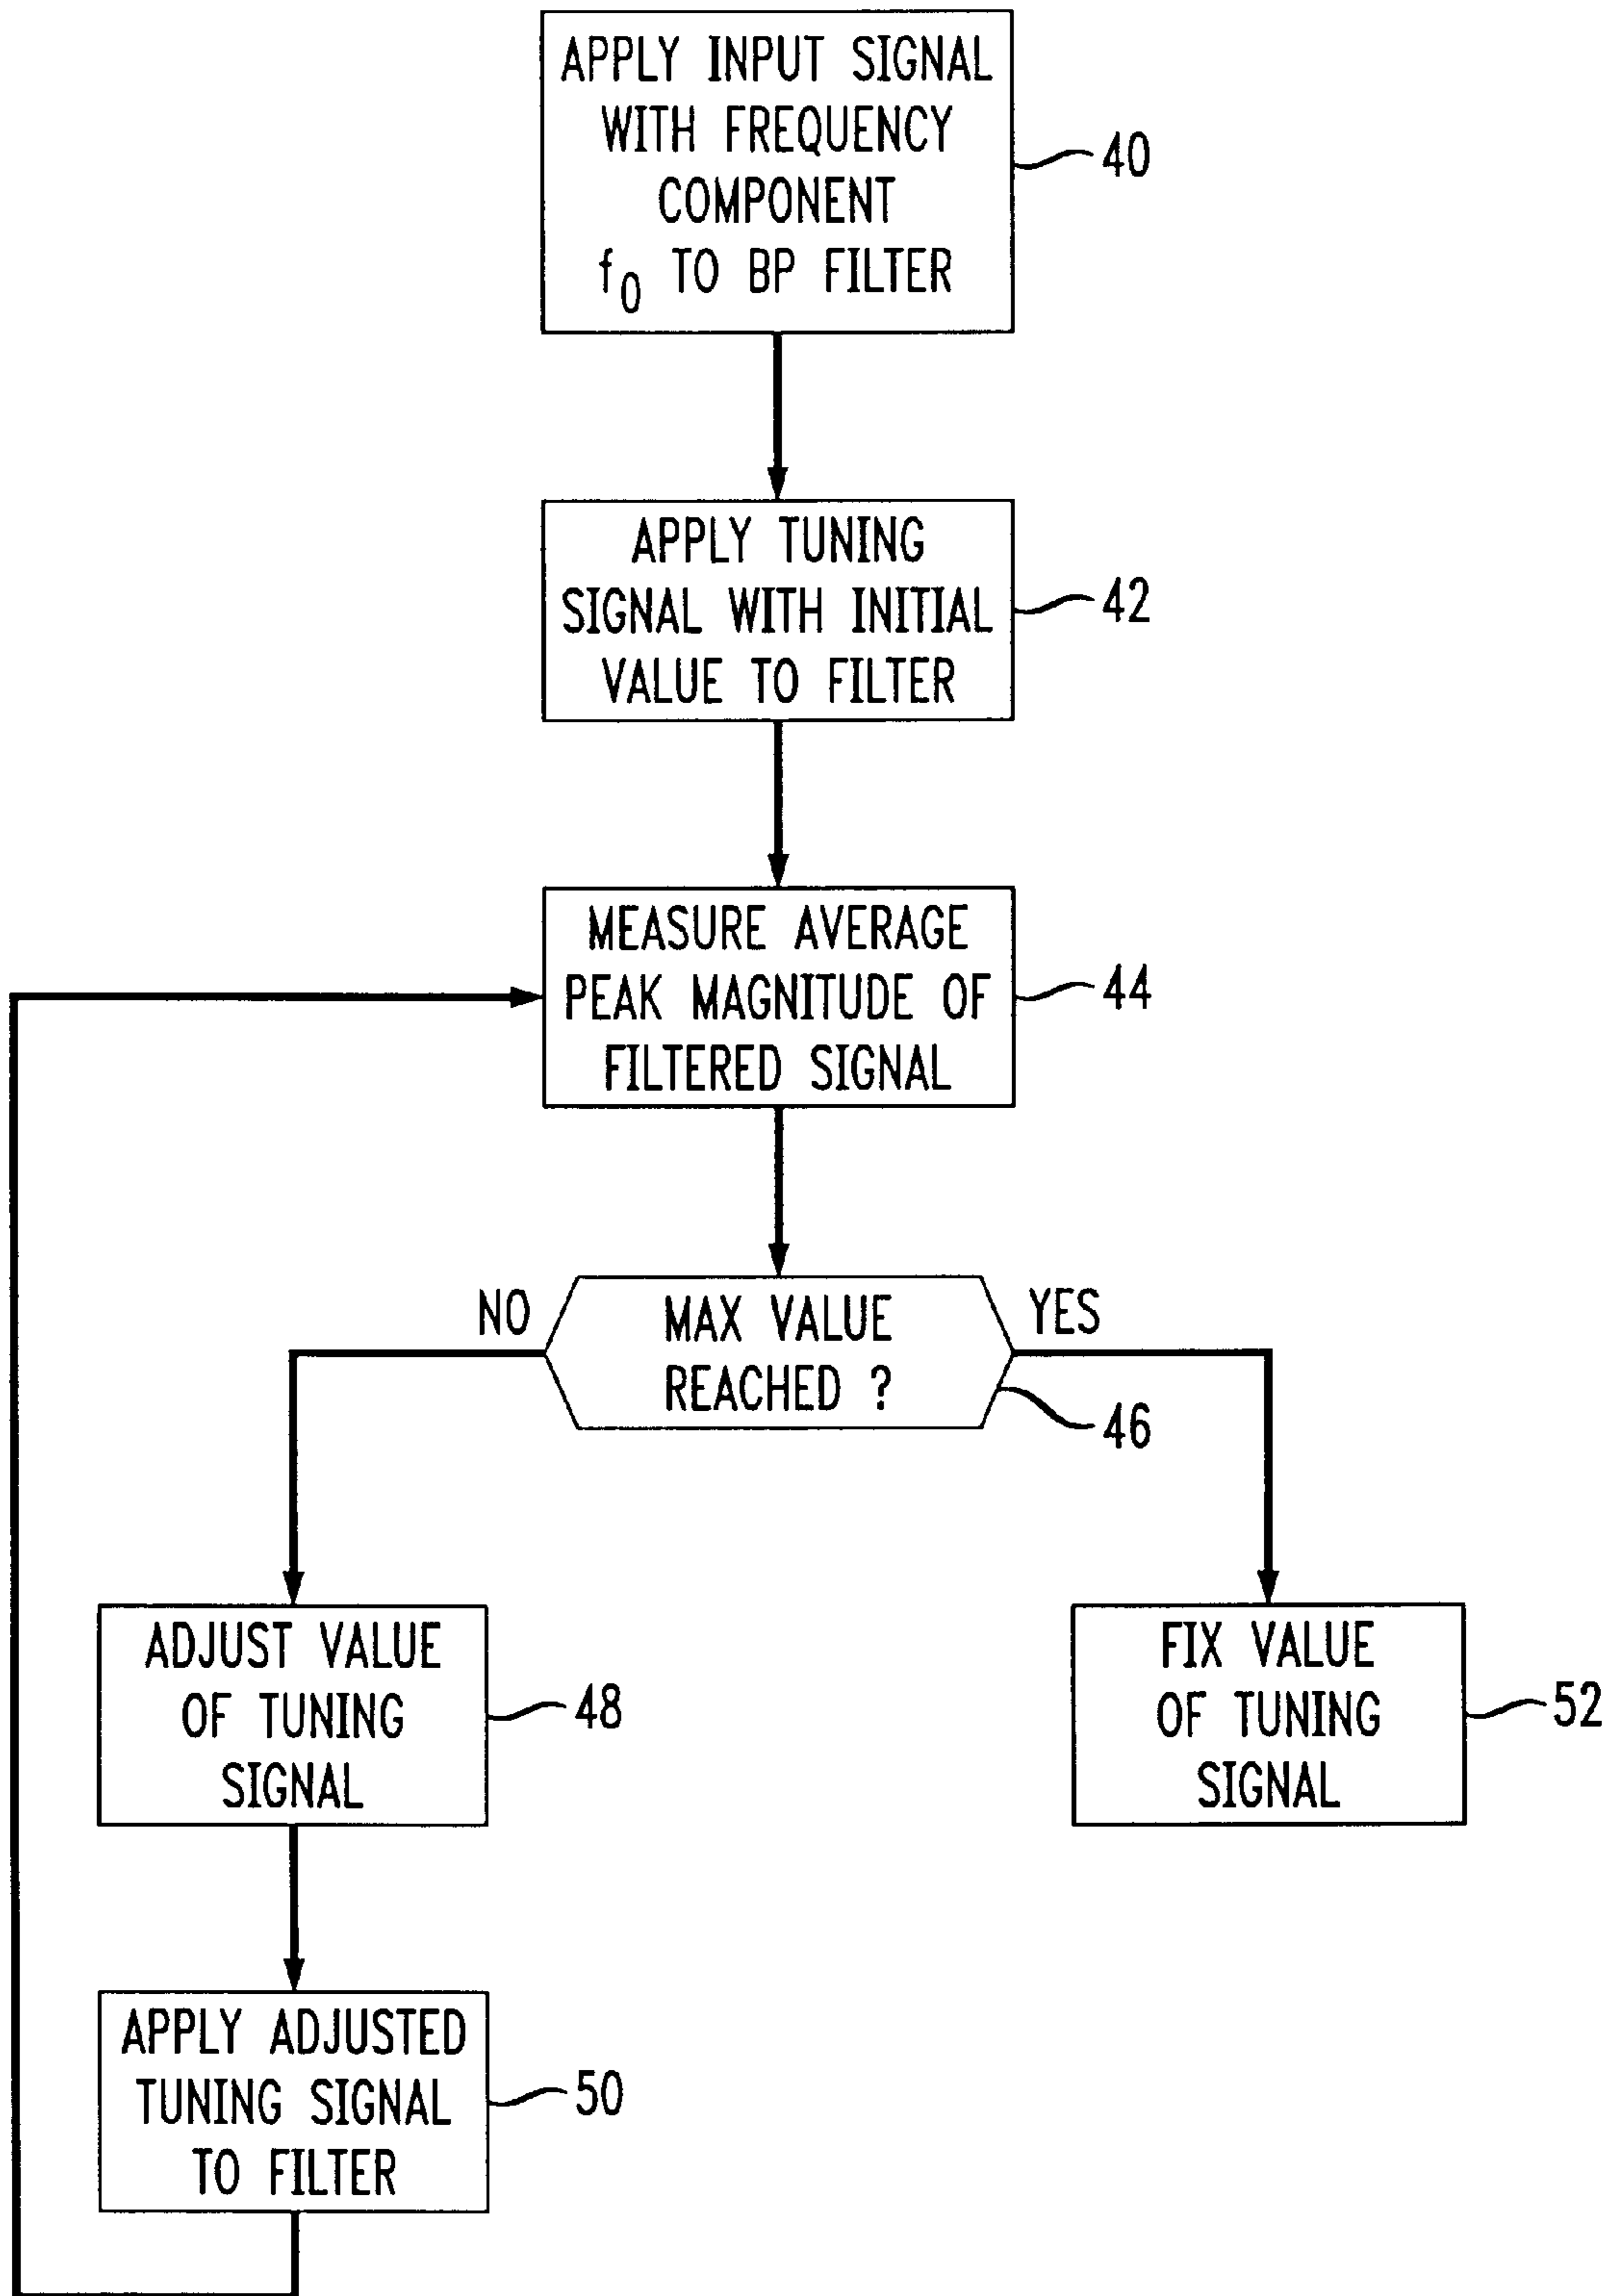 APPLY INPUT SIGNAL
WITH FREQUENCY
COMPONENT
f0 TO BP FILTER
40
APPLY TUNING
SIGNAL WITH INITIAL
VALUE TO FILTER
42
MEASURE AVERAGE
PEAK MAGNITUDE OF
FILTERED SIGNAL
44
NO
MAX VALUE
REACHED ?
YES
46
ADJUST VALUE
OF TUNING
SIGNAL
48
FIX VALUE
OF TUNING
SIGNAL
52
APPLY ADJUSTED
TUNING SIGNAL
TO FILTER
50